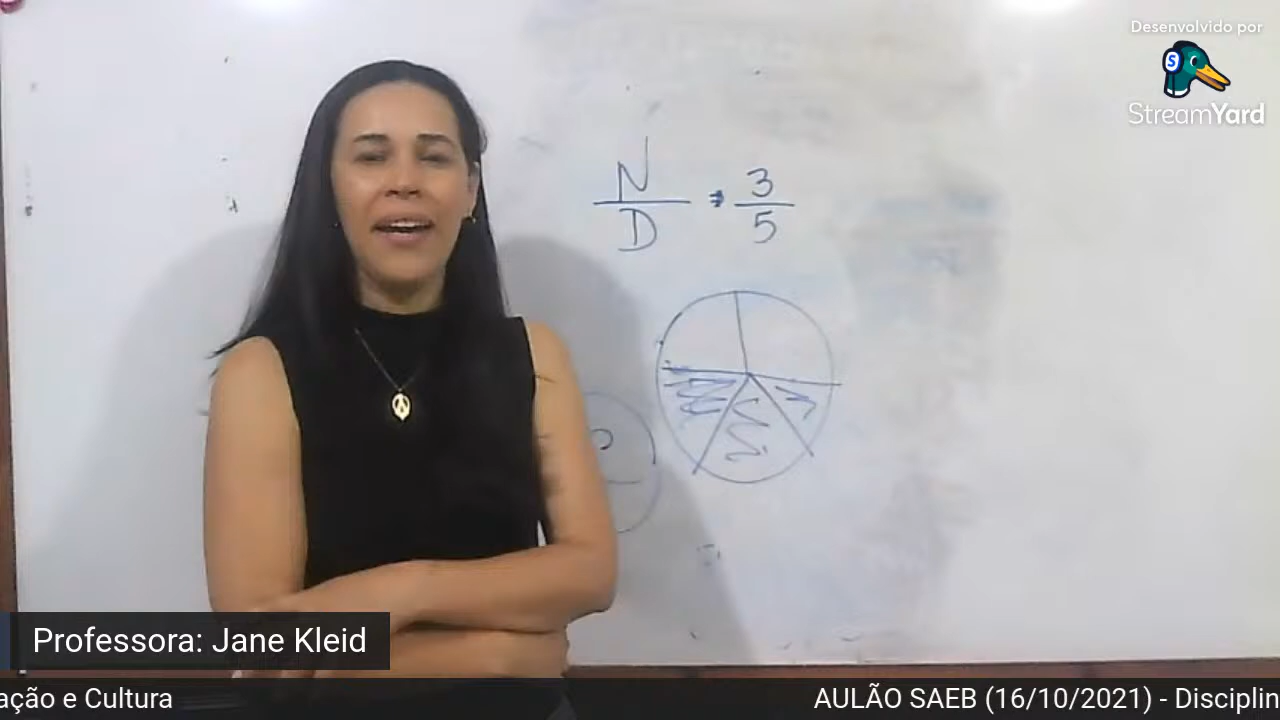 Desenvolvido por
S
StreamYard
N 3
D 5
Professora: Jane Kleid
ação e Cultura AULÃO SAEB (16/10/2021) - Disciplin